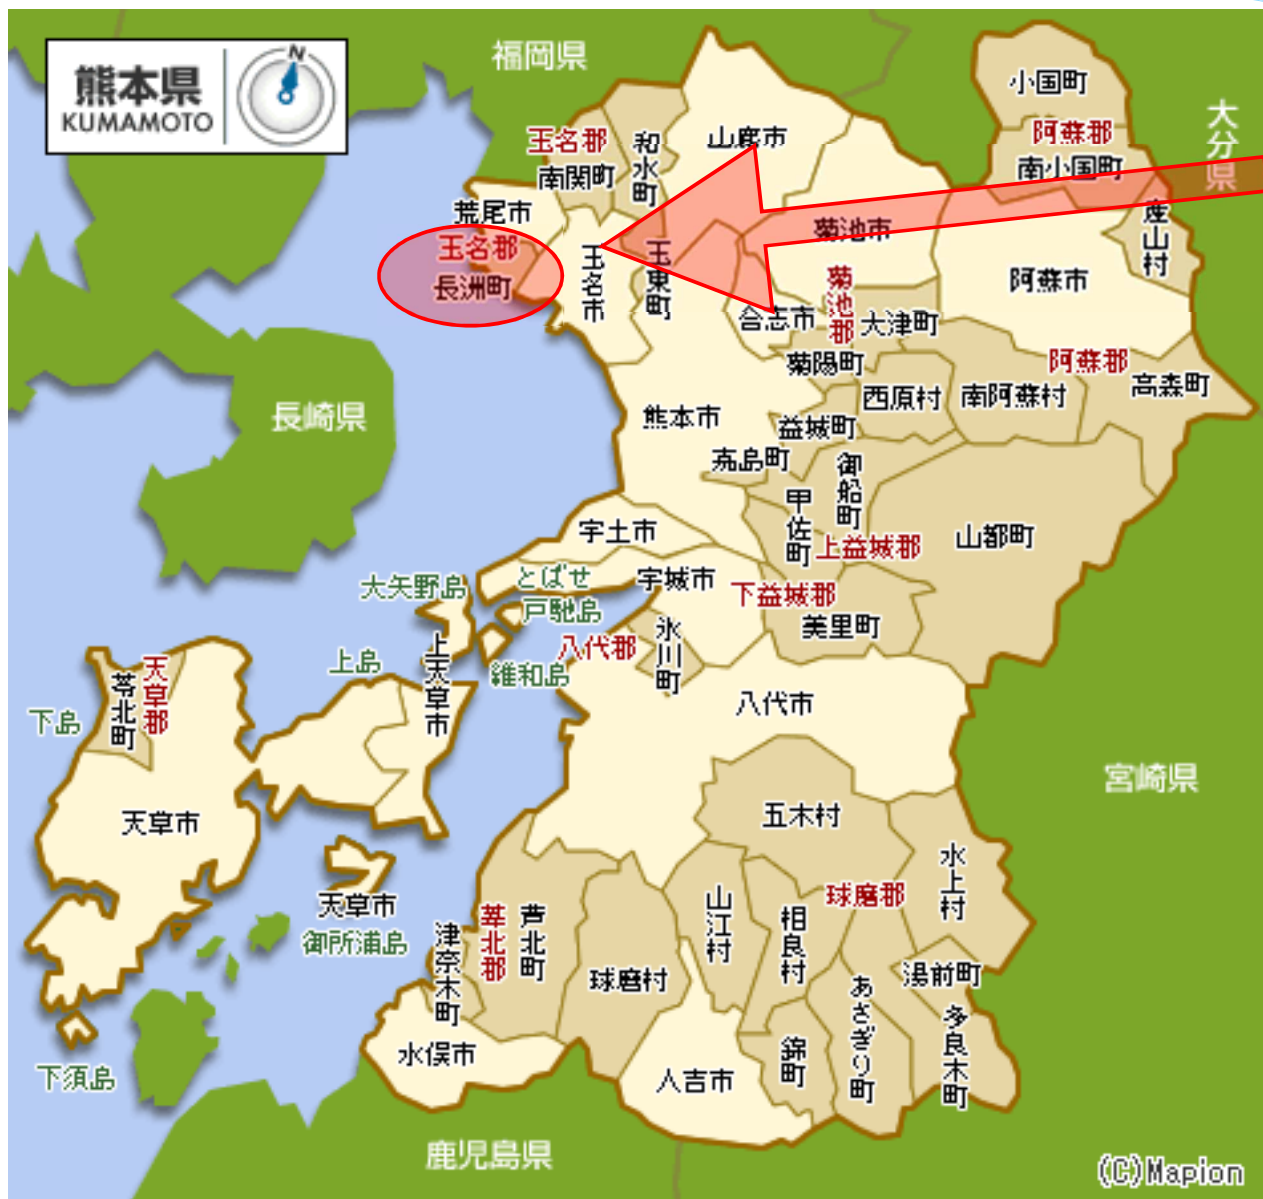 熊本県
KUMAMOTO
N
福岡県
大分県
小国町
阿蘇郡
南小国町
産山村
山鹿市
玉名郡
南関町
和水町
荒尾市
玉名郡
長洲町
玉名市
玉東町
菊池市
阿蘇市
合志市
菊池郡
大津町
菊陽町
阿蘇郡
高森町
西原村
南阿蘇村
長崎県
熊本市
益城町
嘉島町
御船町
甲佐町
上益城郡
山都町
宇土市
宇城市
下益城郡
美里町
大矢野島
とばせ
戸馳島
維和島
八代郡
氷川町
上天草市
上島
天草郡
苓北町
下島
八代市
宮崎県
天草市
五木村
水上村
球磨郡
天草市
御所浦島
津奈木町
葦北郡
芦北町
球磨村
山江村
相良村
湯前町
あさぎり町
多良木町
錦町
水俣市
人吉市
下須島
鹿児島県
(C)Mapion